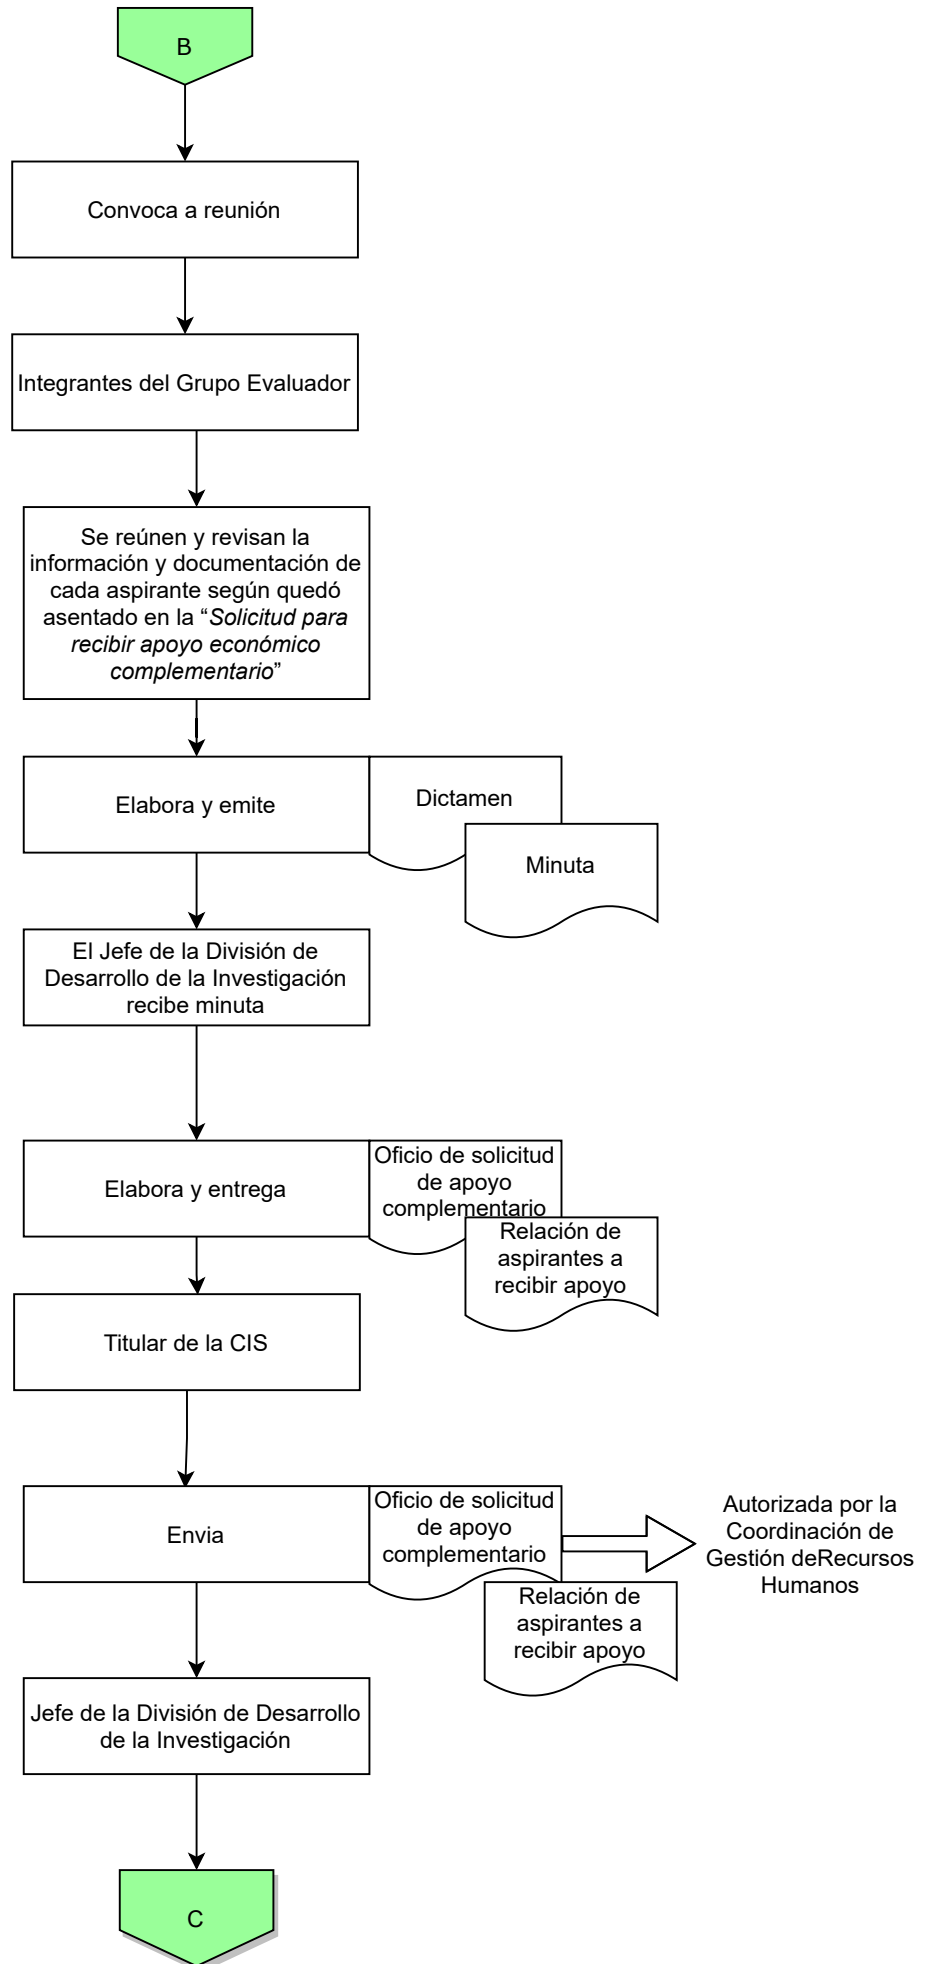 B
Convoca a reunión
Integrantes del Grupo Evaluador
Se reúnen y revisan la
información y documentación de
cada aspirante según quedó
asentado en la “Solicitud para
recibir apoyo económico
complementario”
Elabora y emite
Dictamen
Minuta
El Jefe de la División de
Desarrollo de la Investigación
recibe minuta
Elabora y entrega
Oficio de solicitud
de apoyo
complementario
Relación de
aspirantes a
recibir apoyo
Titular de la CIS
Envia
Oficio de solicitud
de apoyo
complementario
Relación de
aspirantes a
recibir apoyo
Autorizada por la
Coordinación de
Gestión deRecursos
Humanos
Jefe de la División de Desarrollo
de la Investigación
C